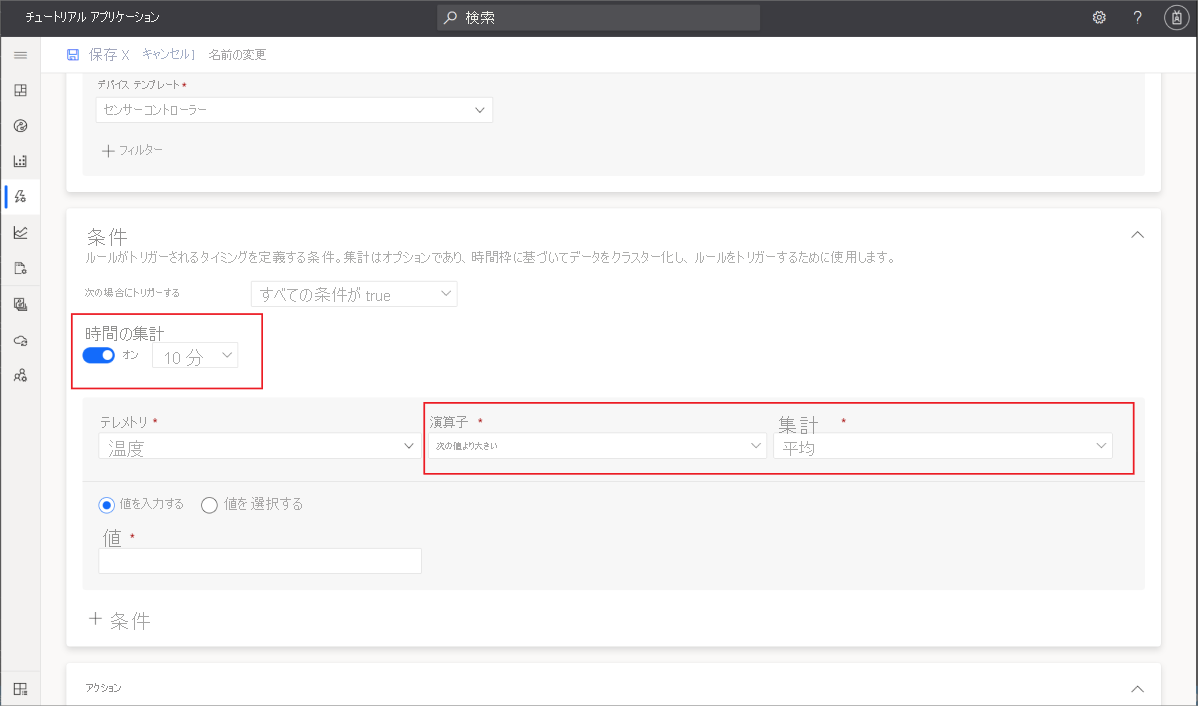 チュートリアル アプリケーション
検索
保存 X キャンセル] 名前の変更
デバイス テンプレート*
センサーコントローラー
+ フィルター
条件
ルールがトリガーされるタイミングを定義する条件。集計はオプションであり、時間枠に基づいてデータをクラスター化し、ルールをトリガーするために使用します。
次の場合にトリガーする すべての条件が true
時間の集計
オン 10 分
テレメトリ * 演算子 * 集計 *
温度 次の値より大きい 平均
値を入力する 値を 選択する
値 *
+ 条件
アクション